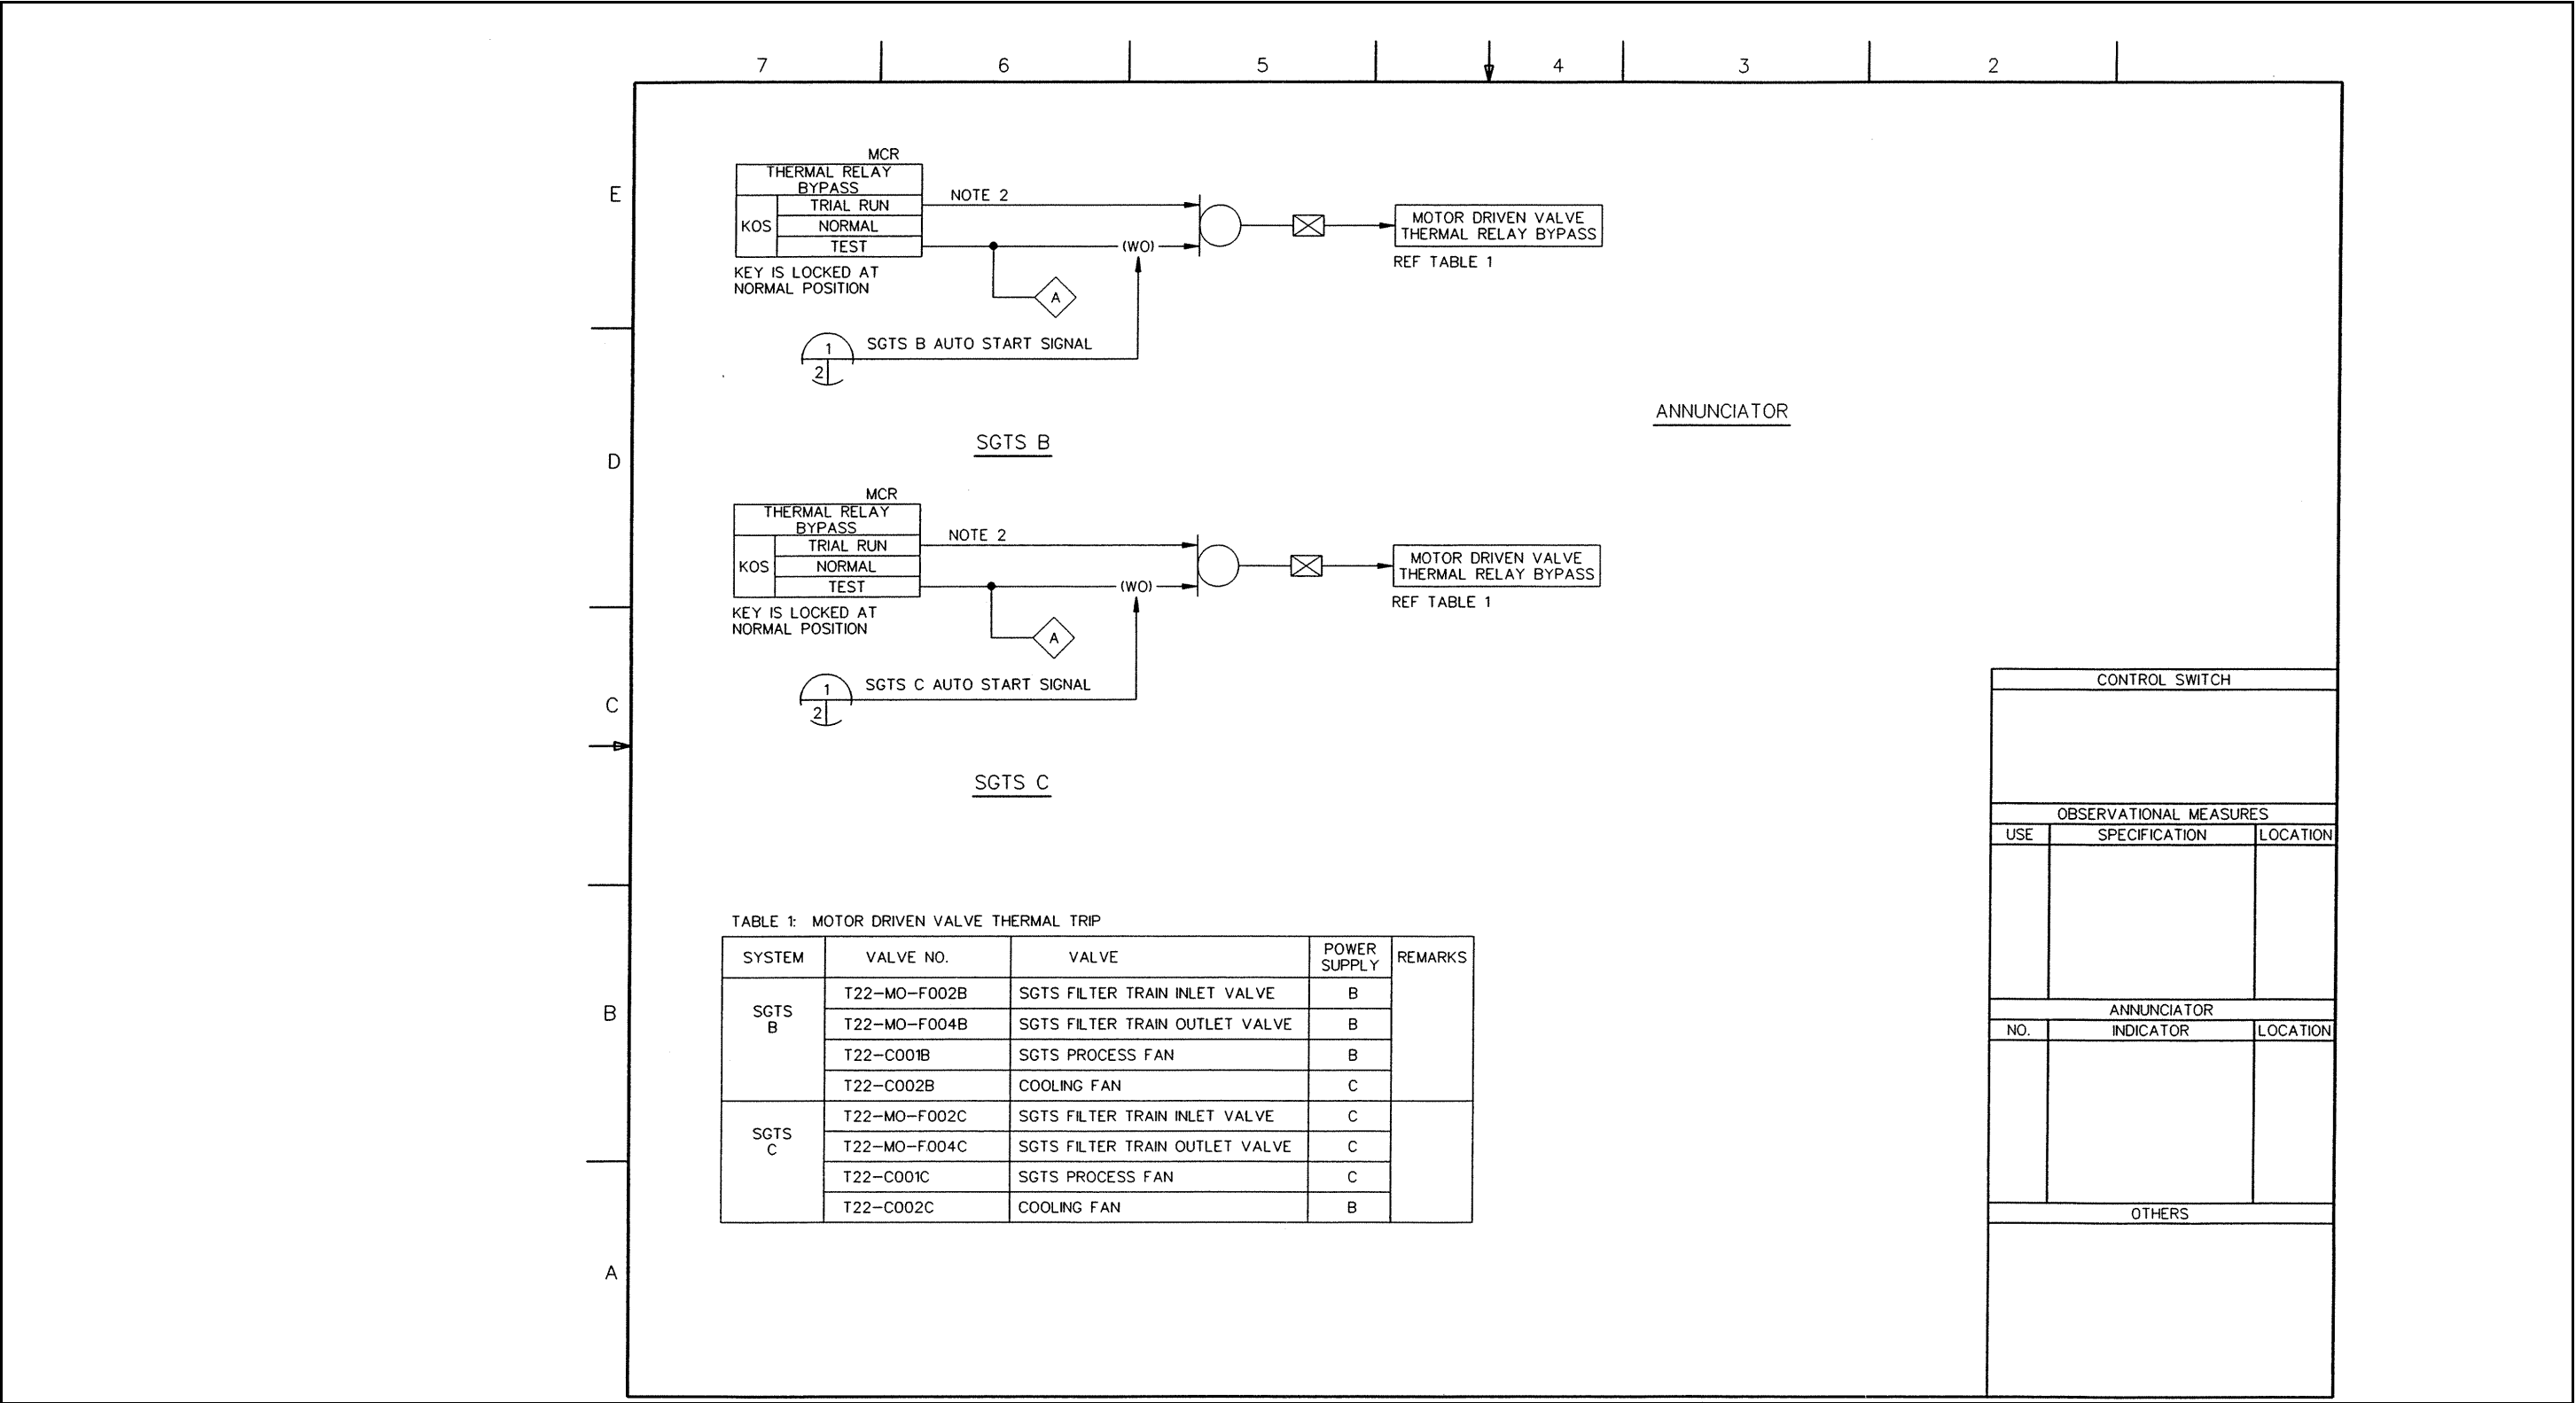 7 6 5 4 3 2
E
MCR
THERMAL RELAY
BYPASS
KOS
TRIAL RUN
NORMAL
TEST
NOTE 2
(WO)
MOTOR DRIVEN VALVE
THERMAL RELAY BYPASS
REF TABLE 1
KEY IS LOCKED AT
NORMAL POSITION
A
1
2
SGTS B AUTO START SIGNAL
ANNUNCIATOR
SGTS B
D
MCR
THERMAL RELAY
BYPASS
KOS
TRIAL RUN
NORMAL
TEST
NOTE 2
(WO)
MOTOR DRIVEN VALVE
THERMAL RELAY BYPASS
REF TABLE 1
KEY IS LOCKED AT
NORMAL POSITION
A
1
2
SGTS C AUTO START SIGNAL
C
SGTS C
CONTROL SWITCH
OBSERVATIONAL MEASURES
USE SPECIFICATION LOCATION
ANNUNCIATOR
NO. INDICATOR LOCATION
OTHERS
TABLE 1: MOTOR DRIVEN VALVE THERMAL TRIP
SYSTEM VALVE NO. VALVE POWER SUPPLY REMARKS
B
SGTS
B
T22-MO-F002B SGTS FILTER TRAIN INLET VALVE B
T22-MO-F004B SGTS FILTER TRAIN OUTLET VALVE B
T22-C001B SGTS PROCESS FAN B
T22-C002B COOLING FAN C
SGTS
C
T22-MO-F002C SGTS FILTER TRAIN INLET VALVE C
T22-MO-F004C SGTS FILTER TRAIN OUTLET VALVE C
T22-C001C SGTS PROCESS FAN C
T22-C002C COOLING FAN B
A